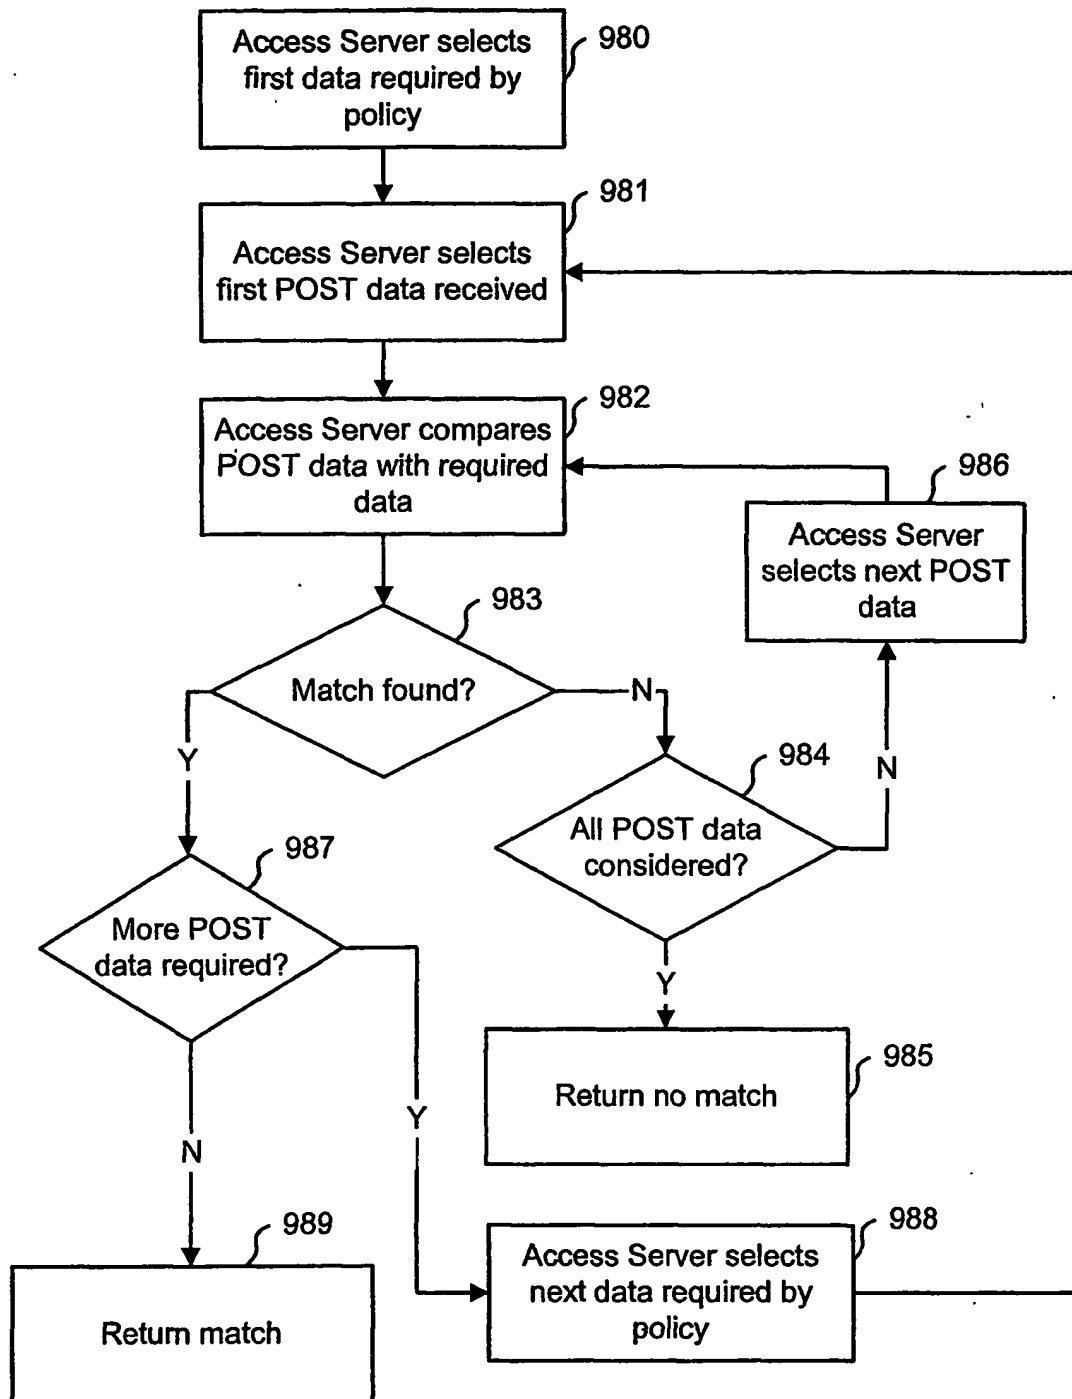 Access Server selects
first data required by
policy
980
981
Access Server selects
first POST data received
982
Access Server compares
POST data with required
data
986
Access Server
selects next POST
data
983
Match found?
N
Y
984
All POST data
considered?
N
987
More POST
data required?
Y
985
Return no match
Y
N
989
Return match
988
Access Server selects
next data required by
policy